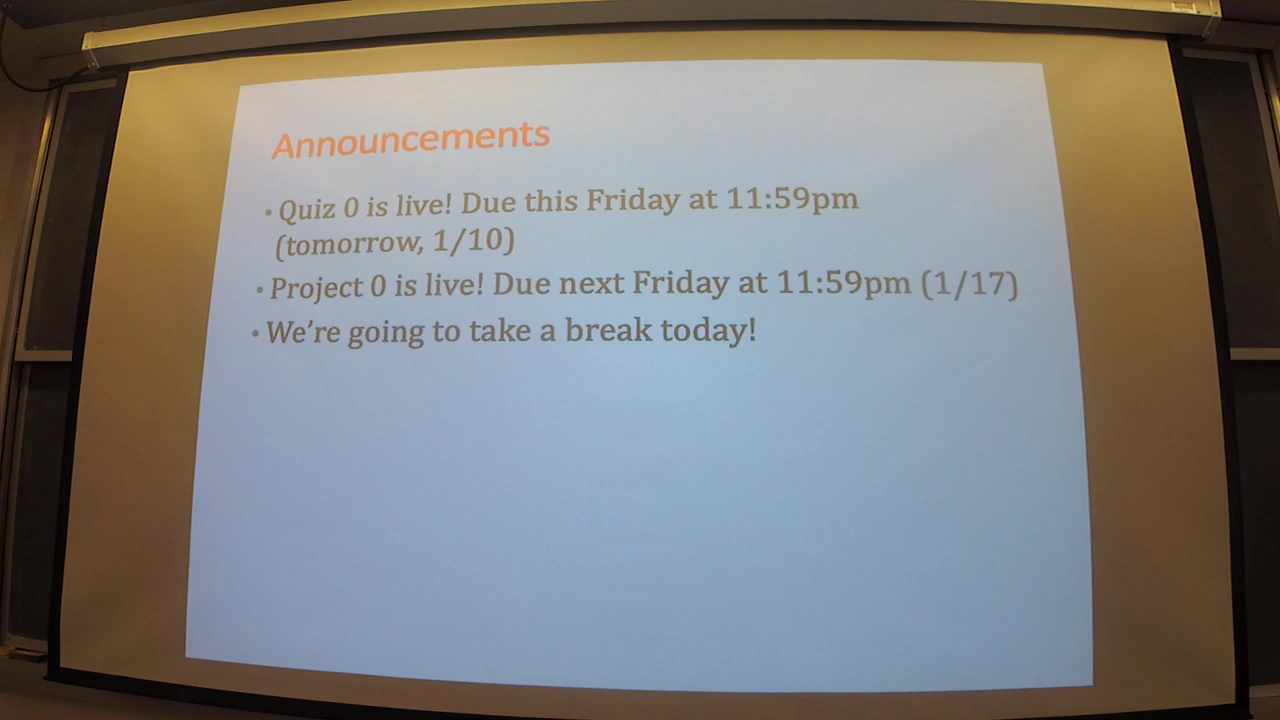 Announcements
• Quiz 0 is live! Due this Friday at 11:59pm
(tomorrow, 1/10)
• Project 0 is live! Due next Friday at 11:59pm (1/17)
• We’re going to take a break today!